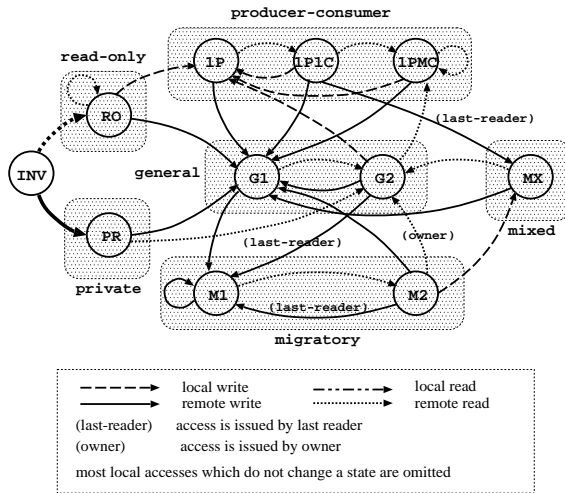 producer-consumer
read-only
1P
1P1C
1PMC
RO
(last-reader)
INV
general
G1
G2
MX
PR
(last-reader)
(owner)
mixed
private
M1
(last-reader)
M2
migratory
local write
local read
remote write
remote read
(last-reader) access is issued by last reader
(owner) access is issued by owner
most local accesses which do not change a state are omitted